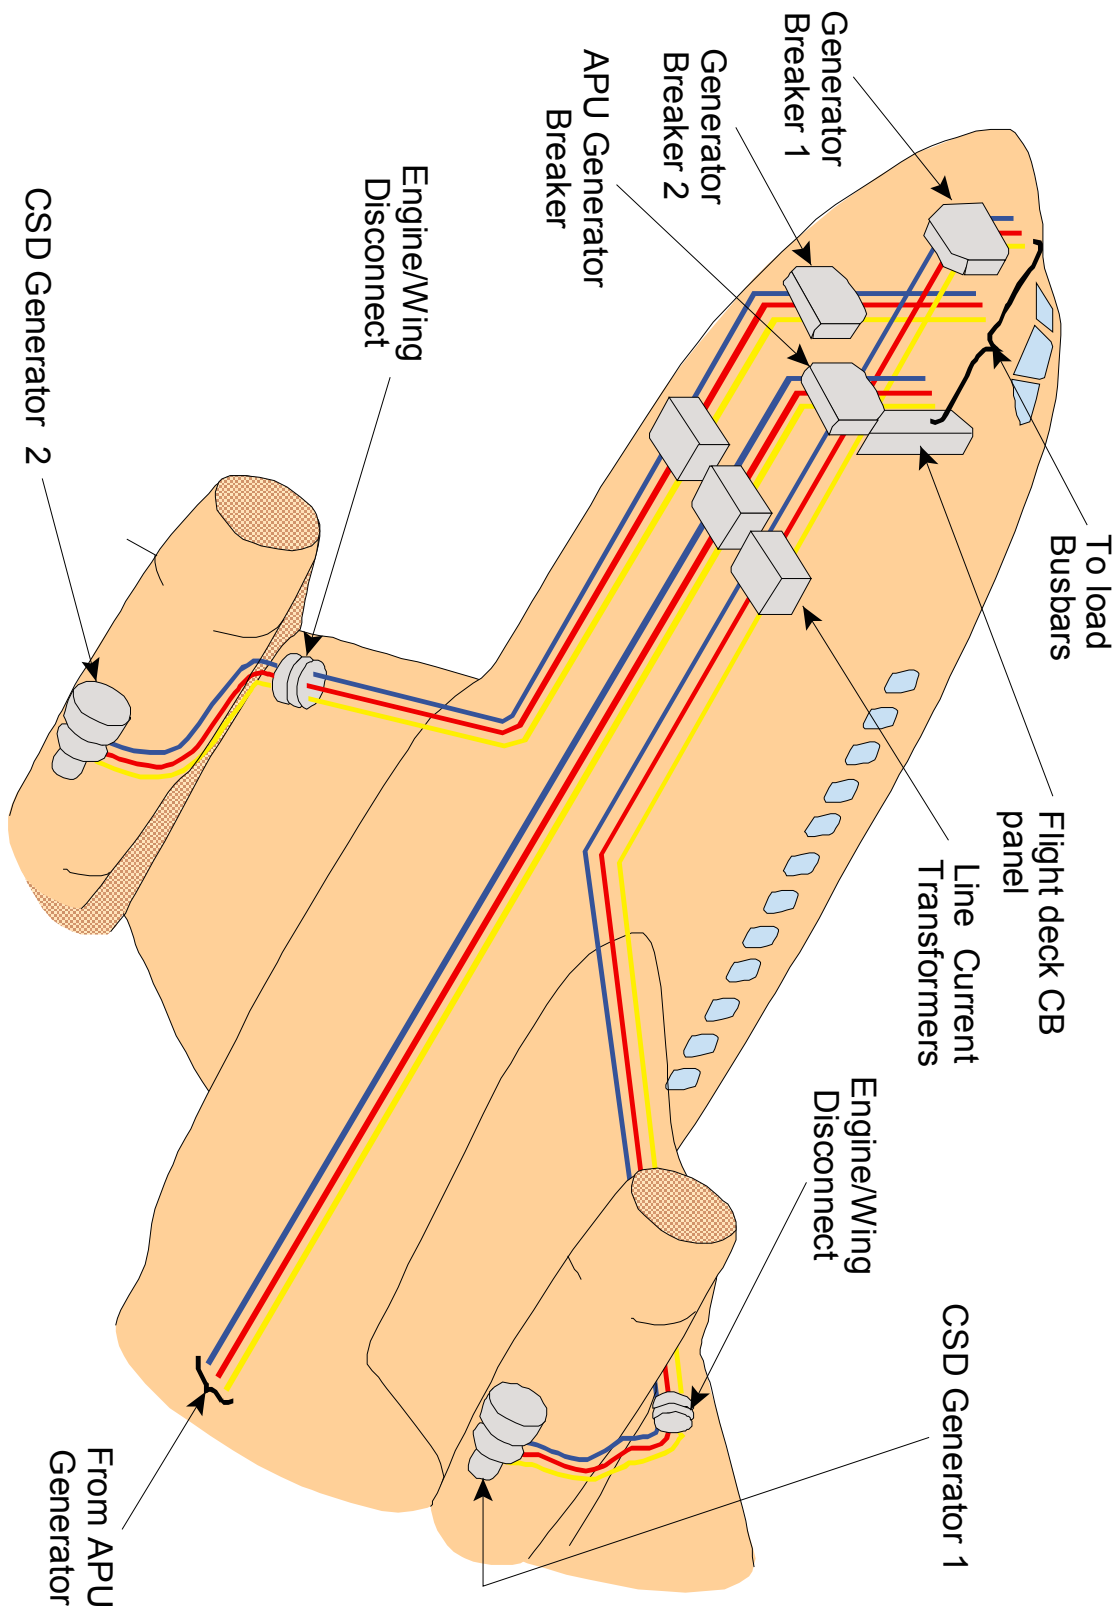 Generator
Breaker 1
Generator
Breaker 2
APU Generator
Breaker
Engine/Wing
Disconnect
CSD Generator 2
To load
Busbars
Flight deck CB
panel
Line Current
Transformers
Engine/Wing
Disconnect
CSD Generator 1
From APU
Generator